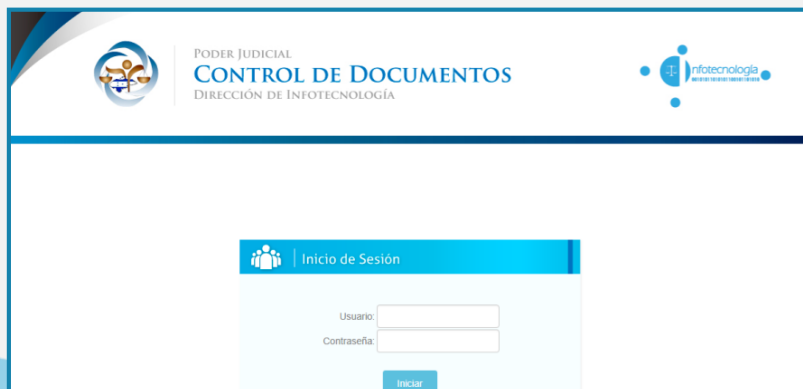 PODER JUDICIAL
CONTROL DE DOCUMENTOS
DIRECCIÓN DE INFOTECNOLOGÍA
nfotecnología
Inicio de Sesión
Usuario:
Contraseña:
Iniciar